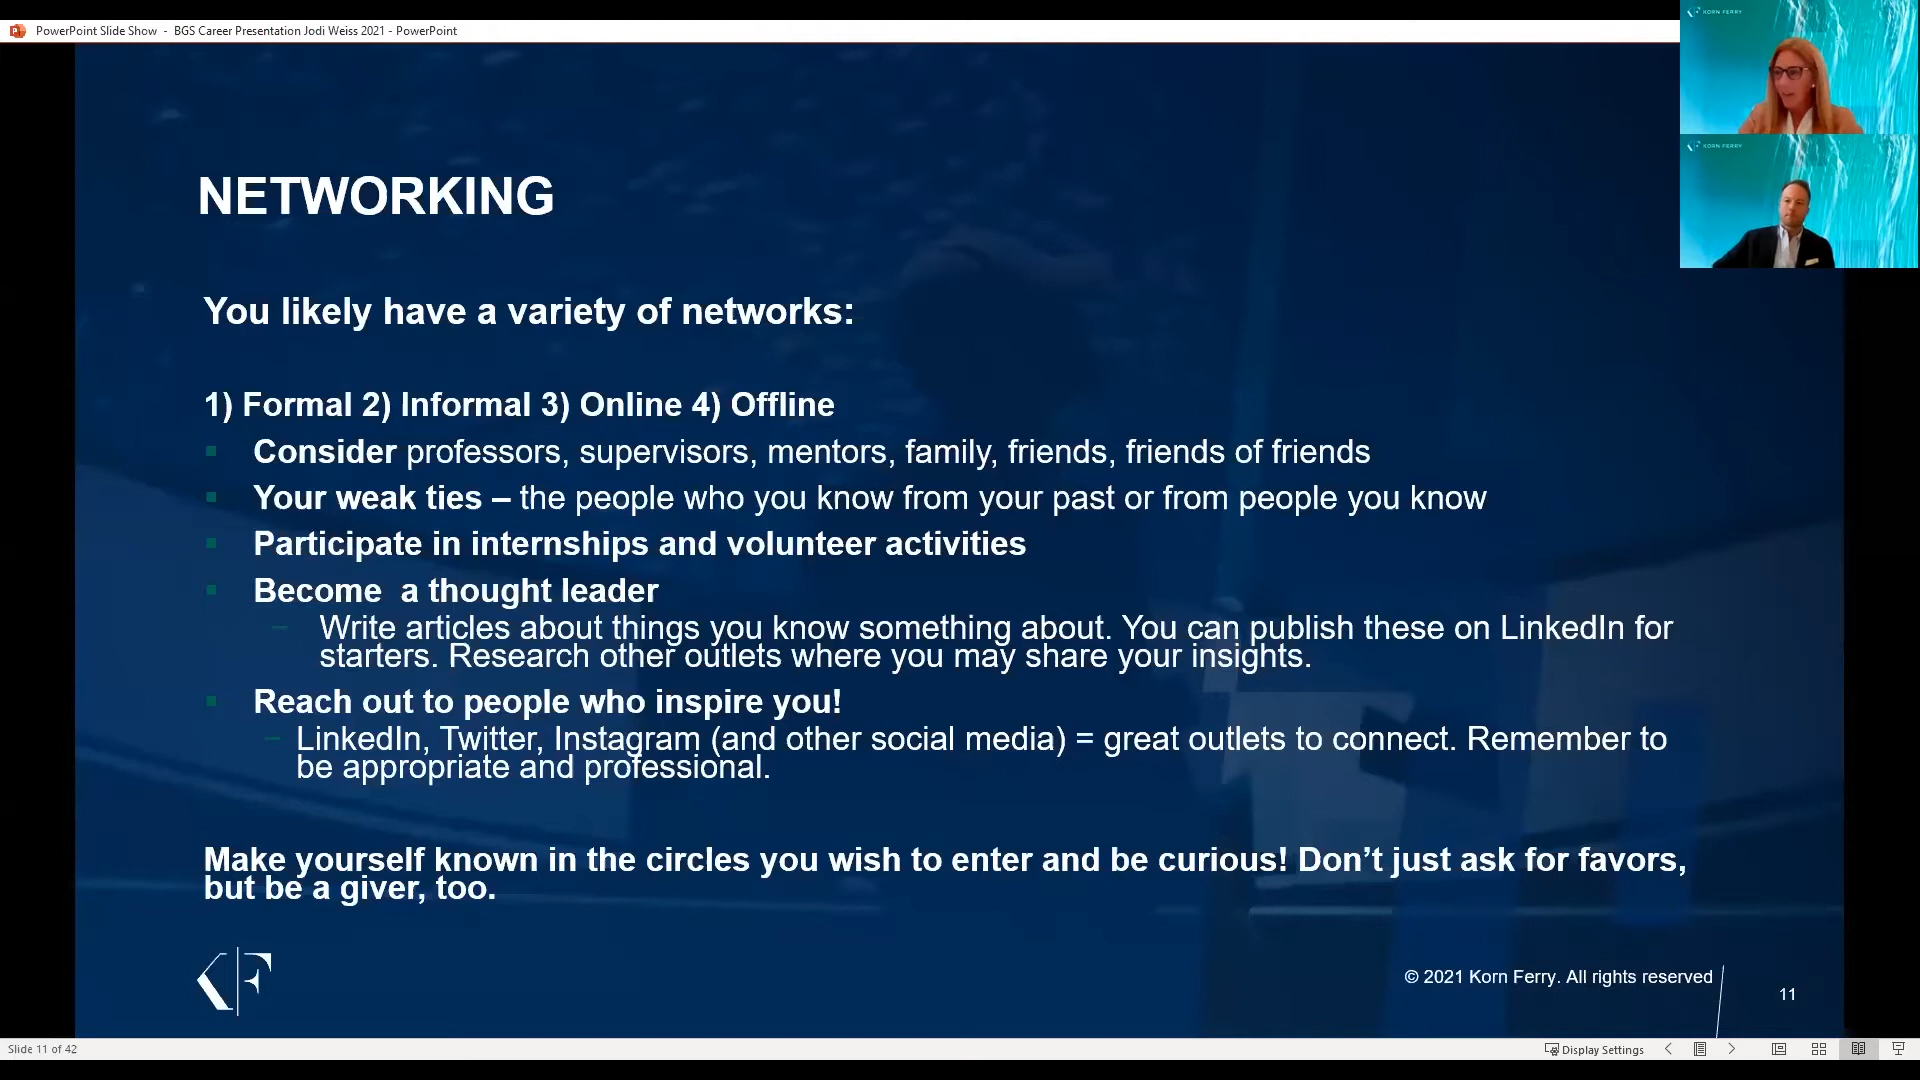 PowerPoint Slide Show - BGS Career Presentation Jodi Weiss 2021 - PowerPoint
KORN FERRY
KORN FERRY
NETWORKING
You likely have a variety of networks:
1) Formal 2) Informal 3) Online 4) Offline
Consider professors, supervisors, mentors, family, friends, friends of friends
Your weak ties – the people who you know from your past or from people you know
Participate in internships and volunteer activities
Become a thought leader
Write articles about things you know something about. You can publish these on LinkedIn for
starters. Research other outlets where you may share your insights.
Reach out to people who inspire you!
LinkedIn, Twitter, Instagram (and other social media) = great outlets to connect. Remember to
be appropriate and professional.
Make yourself known in the circles you wish to enter and be curious! Don’t just ask for favors,
but be a giver, too.
KF
© 2021 Korn Ferry. All rights reserved
11
Slide 11 of 42
Display Settings